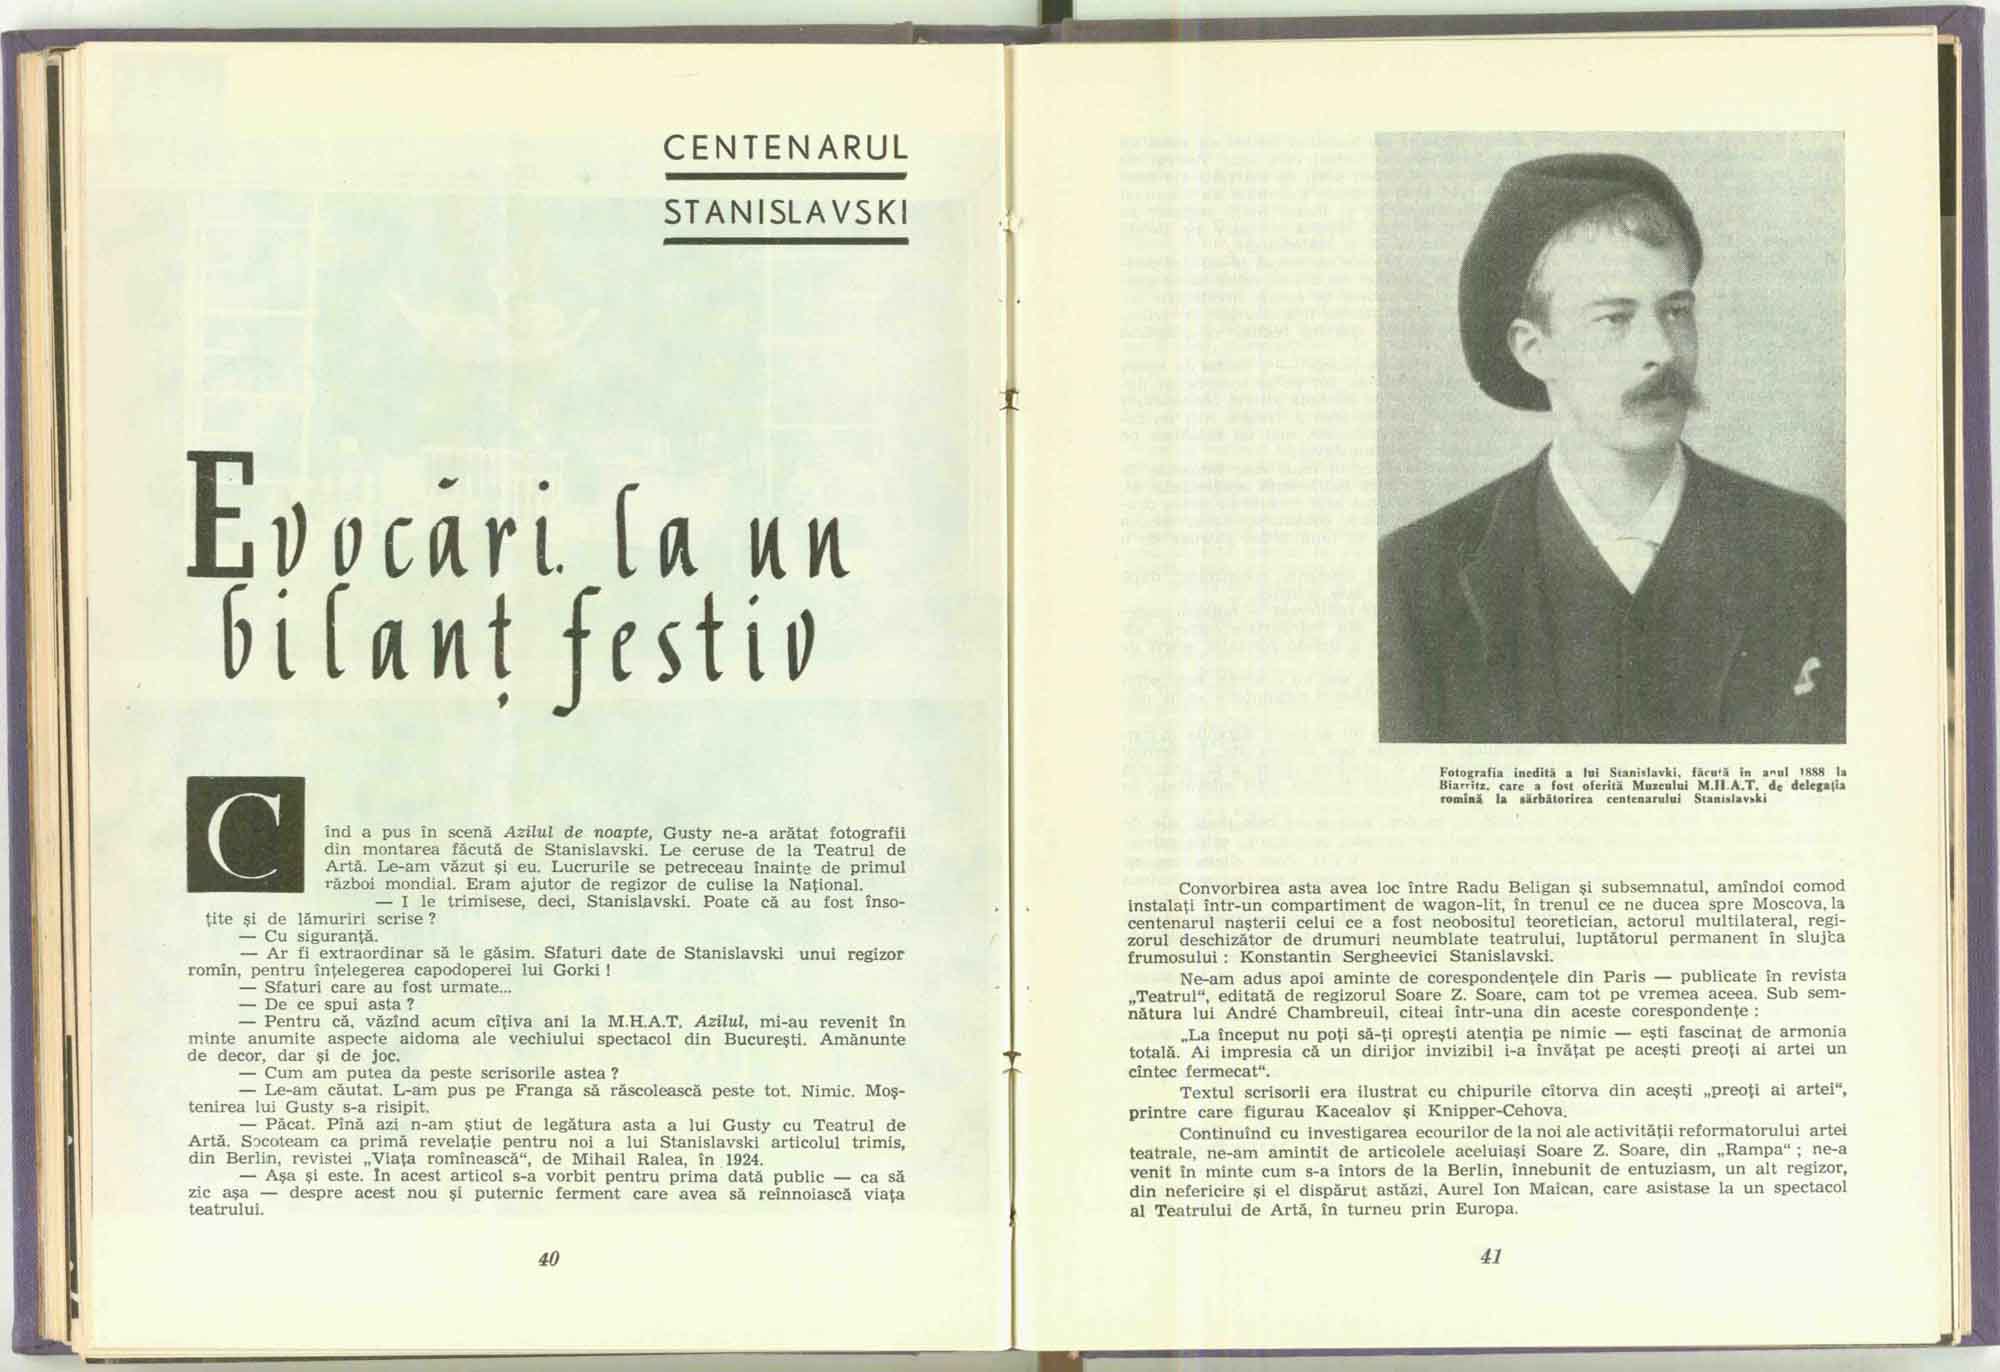 CENTENARUL
STANISLAVSKI
Evocări la un
bilanț festiv
Cînd a pus în scenă Azilul de noapte, Gusty ne-a arătat fotografii
din montarea făcută de Stanislavski. Le ceruse de la Teatrul de
Artă. Le-am văzut și eu. Lucrurile se petreceau înainte de primul
război mondial. Eram ajutor de regizor de culise la Național.
— I le trimisese, deci, Stanislavski. Poate că au fost înso-
țite și de lămuriri scrise ?
— Cu siguranță.
— Ar fi extraordinar să le găsim. Sfaturi date de Stanislavski unui regizor
romîn, pentru înțelegerea capodoperei lui Gorki !
— Sfaturi care au fost urmate...
— De ce spui asta ?
— Pentru că, văzînd acum cîțiva ani la M.H.A.T. Azilul, mi-au revenit în
minte anumite aspecte aidoma ale vechiului spectacol din București. Amănunte
de decor, dar și de joc.
— Cum am putea da peste scrisorile astea ?
— Le-am căutat. L-am pus pe Franga să răscolească peste tot. Nimic. Moș-
tenirea lui Gusty s-a risipit.
— Păcat. Pînă azi n-am știut de legătura asta a lui Gusty cu Teatrul de
Artă. Socoteam ca primă revelație pentru noi a lui Stanislavski articolul trimis,
din Berlin, revistei „Viața romînească“, de Mihail Ralea, în 1924.
— Așa și este. În acest articol s-a vorbit pentru prima dată public — ca să
zic așa — despre acest nou și puternic ferment care avea să reînnoiască viața
teatrului.
40
Fotografia inedită a lui Stanislavki, făcută în anul 1888 la
Biarritz, care a fost oferită Muzeului M.H.A.T. de delegația
romînă la sărbătorirea centenarului Stanislavski
Convorbirea asta avea loc între Radu Beligan și subsemnatul, amîndoi comod
instalați într-un compartiment de wagon-lit, în trenul ce ne ducea spre Moscova, la
centenarul nașterii celui ce a fost neobositul teoretician, actorul multilateral, regi-
zorul deschizător de drumuri neumblate teatrului, luptătorul permanent în slujba
frumosului : Konstantin Sergheevici Stanislavski.
Ne-am adus apoi aminte de corespondențele din Paris — publicate în revista
„Teatrul“, editată de regizorul Soare Z. Soare, cam tot pe vremea aceea. Sub sem-
nătura lui André Chambreuil, citeai într-una din aceste corespondențe :
„La început nu poți să-ți oprești atenția pe nimic — ești fascinat de armonia
totală. Ai impresia că un dirijor invizibil i-a învățat pe acești preoți ai artei un
cîntec fermecat“.
Textul scrisorii era ilustrat cu chipurile cîtorva din acești „preoți ai artei“,
printre care figurau Kacealov și Knipper-Cehova.
Continuînd cu investigarea ecourilor de la noi ale activității reformatorului artei
teatrale, ne-am amintit de articolele aceluiași Soare Z. Soare, din „Rampa“ ; ne-a
venit în minte cum s-a întors de la Berlin, înnebunit de entuziasm, un alt regizor,
din nefericire și el dispărut astăzi, Aurel Ion Maican, care asistase la un spectacol
al Teatrului de Artă, în turneu prin Europa.
41